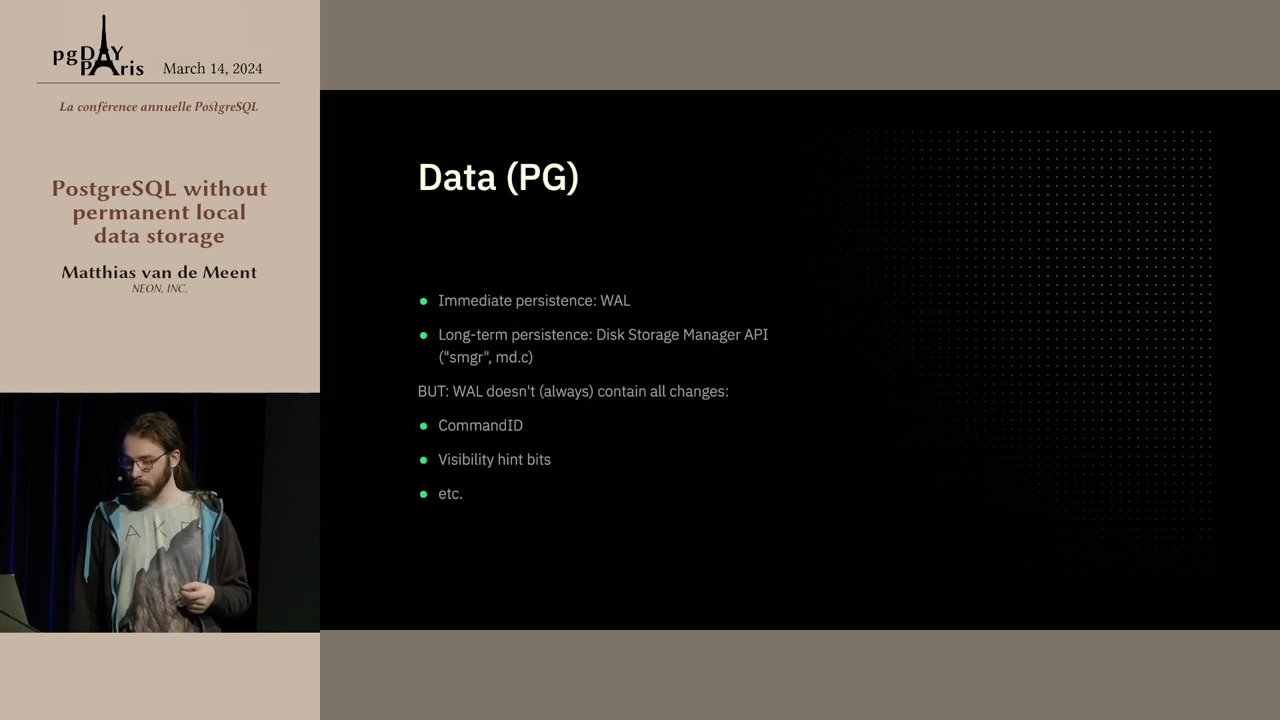 pgDAY
PAris
March 14, 2024
La conférence annuelle PostgreSQL
PostgreSQL without
permanent local
data storage
Matthias van de Meent
NEON, INC.
Data (PG)
Immediate persistence: WAL
Long-term persistence: Disk Storage Manager API
("smgr", md.c)
BUT: WAL doesn't (always) contain all changes:
CommandID
Visibility hint bits
etc.